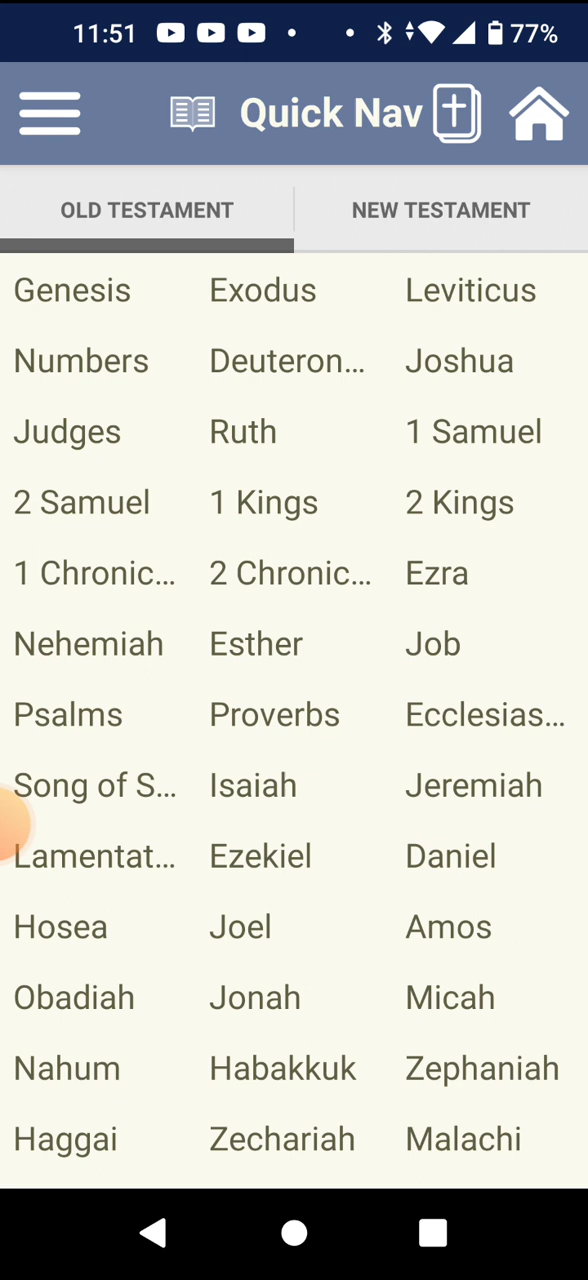 11:51 77%
Quick Nav
OLD TESTAMENT NEW TESTAMENT
Genesis Exodus Leviticus
Numbers Deuteron... Joshua
Judges Ruth 1 Samuel
2 Samuel 1 Kings 2 Kings
1 Chronic... 2 Chronic... Ezra
Nehemiah Esther Job
Psalms Proverbs Ecclesias...
Song of S... Isaiah Jeremiah
Lamentat... Ezekiel Daniel
Hosea Joel Amos
Obadiah Jonah Micah
Nahum Habakkuk Zephaniah
Haggai Zechariah Malachi